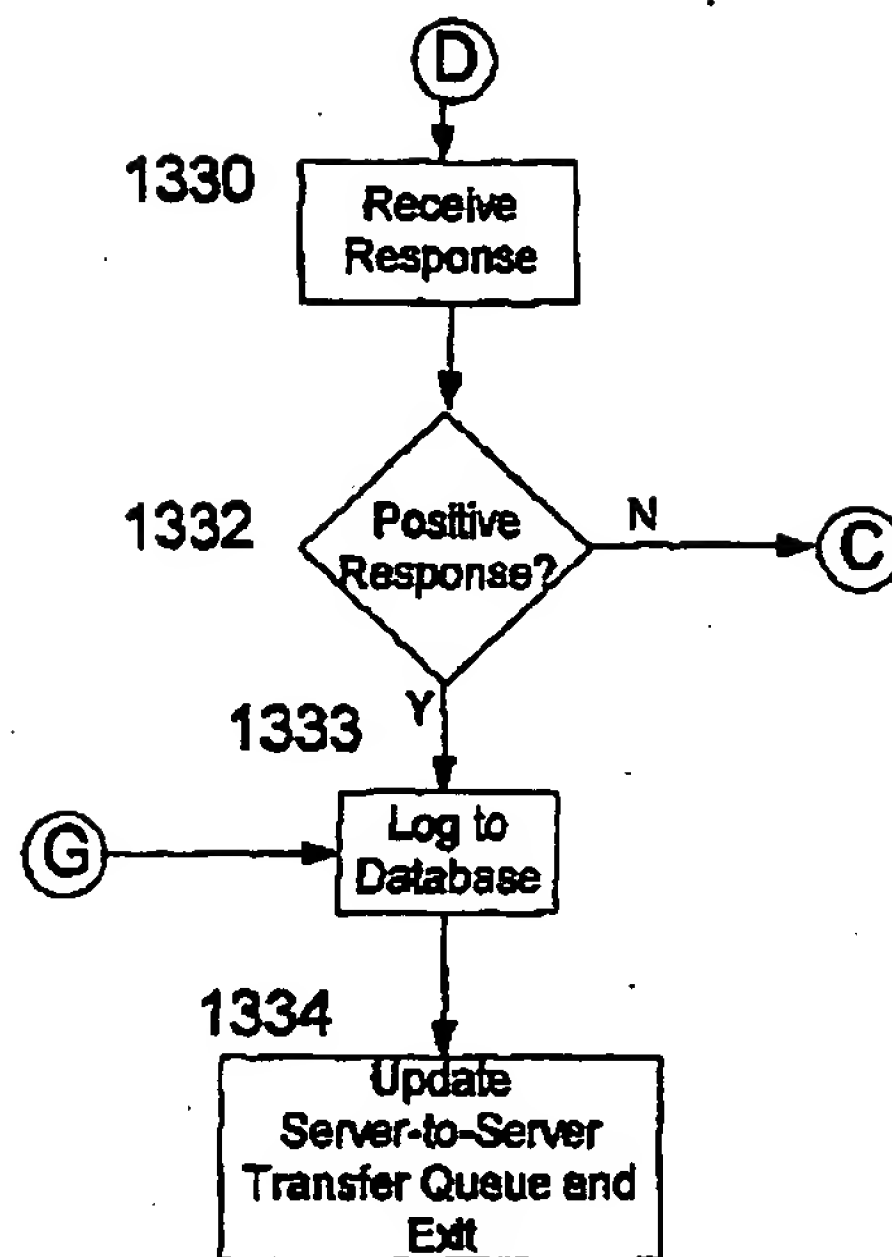 D
1330
Receive
Response
1332
Positive
Response?
N
C
Y
1333
G
Log to
Database
1334
Update
Server-to-Server
Transfer Queue and
Exit